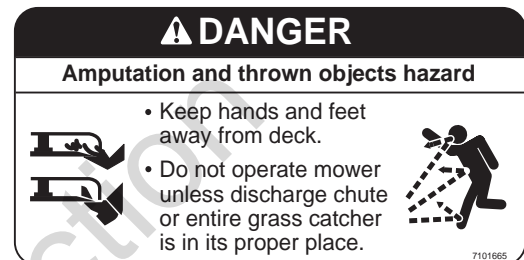 DANGER
Amputation and thrown objects hazard
• Keep hands and feet
away from deck.
• Do not operate mower
unless discharge chute
or entire grass catcher
is in its proper place.
7101665